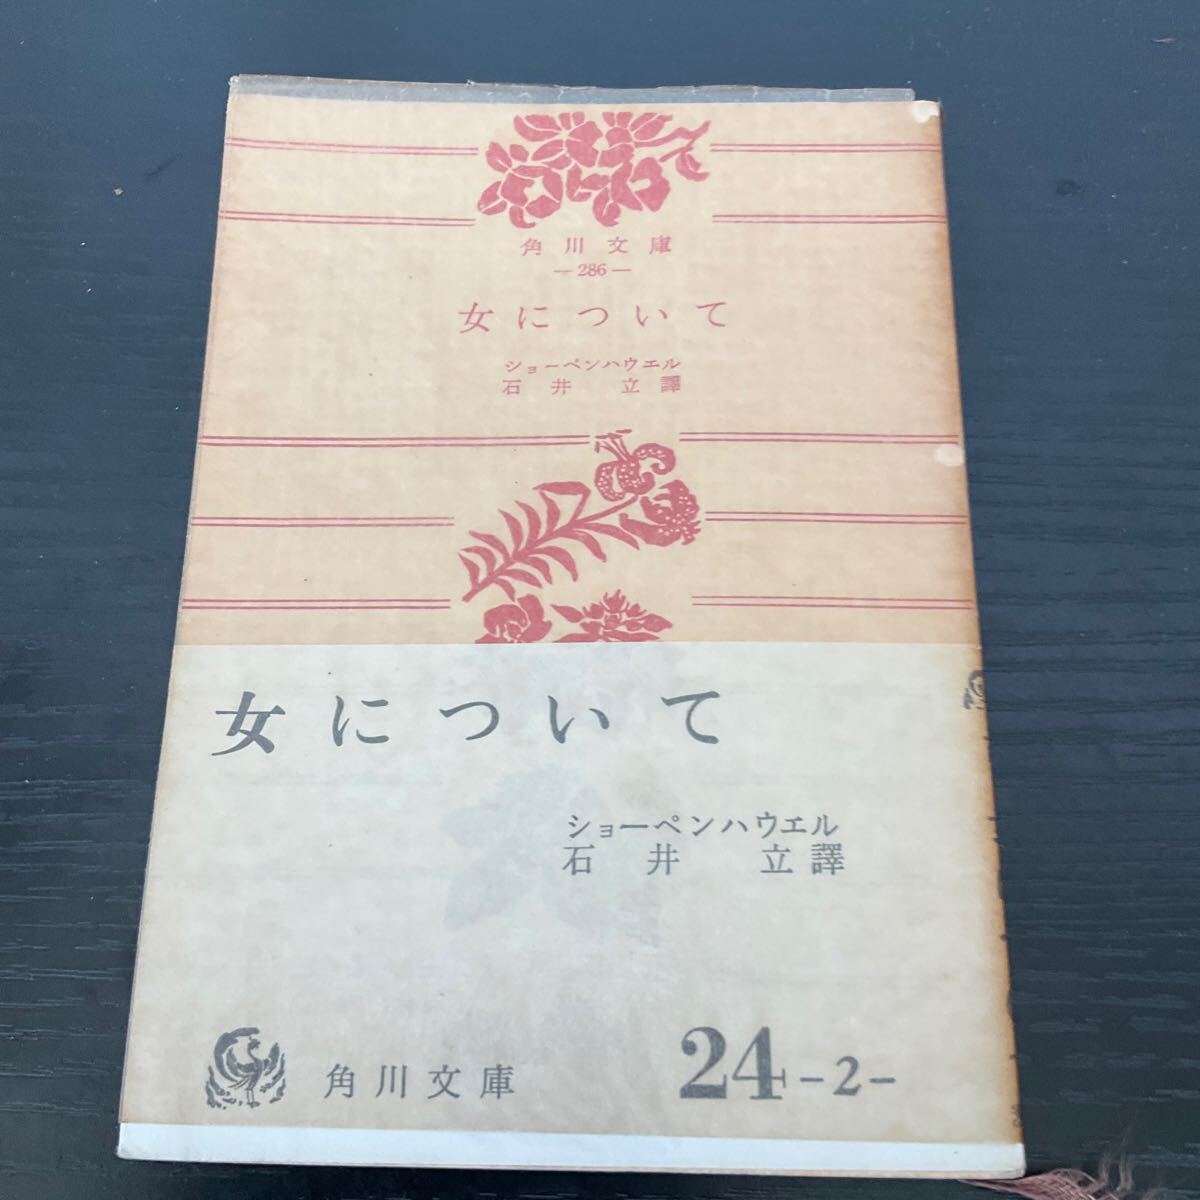 角川文庫
—286—
女について
ショーペンハウエル
石井 立譯
女について
ショーペンハウエル
石井 立譯
角川文庫
24-2-